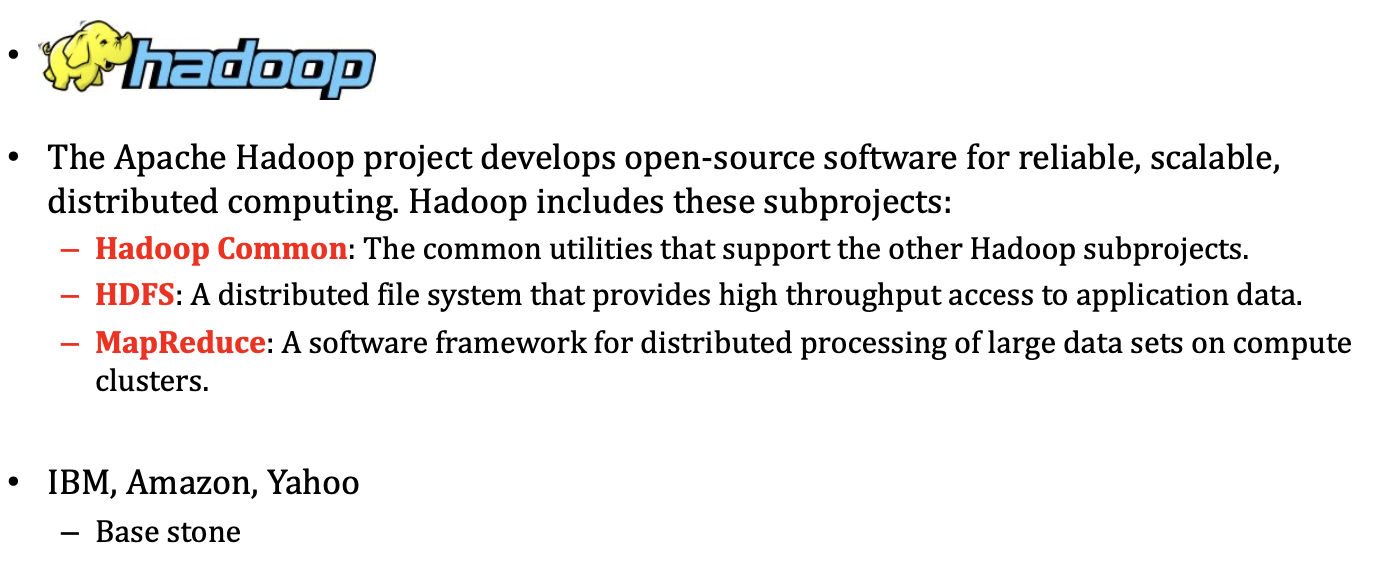 • hadoop
• The Apache Hadoop project develops open-source software for reliable, scalable,
distributed computing. Hadoop includes these subprojects:
– Hadoop Common: The common utilities that support the other Hadoop subprojects.
– HDFS: A distributed file system that provides high throughput access to application data.
– MapReduce: A software framework for distributed processing of large data sets on compute
clusters.
• IBM, Amazon, Yahoo
– Base stone